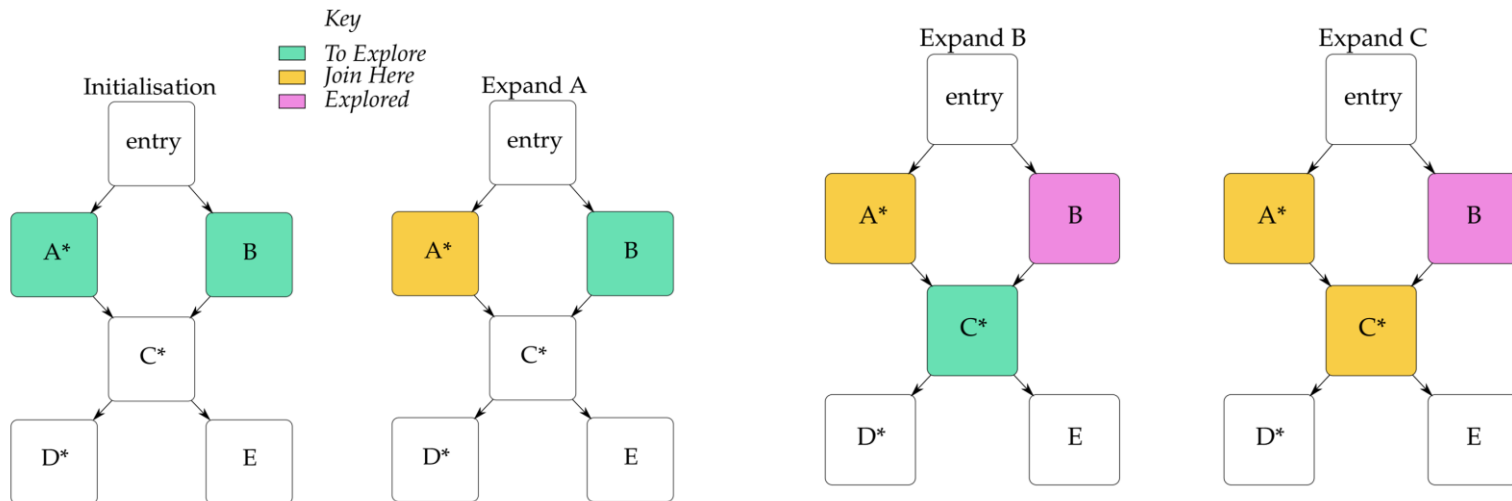 Key
To Explore
Join Here
Explored
Initialisation
entry
A*
B
C*
D*
E
Expand A
entry
A*
B
C*
D*
E
Expand B
entry
A*
B
C*
D*
E
Expand C
entry
A*
B
C*
D*
E